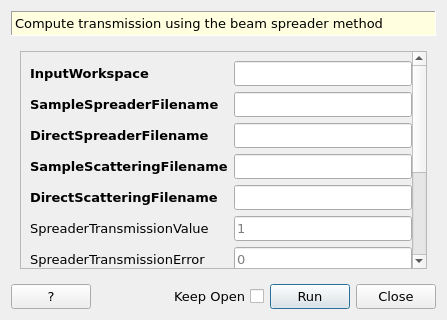 Compute transmission using the beam spreader method
InputWorkspace
SampleSpreaderFilename
DirectSpreaderFilename
SampleScatteringFilename
DirectScatteringFilename
SpreaderTransmissionValue 1
SpreaderTransmissionError 0
? Keep Open Run Close